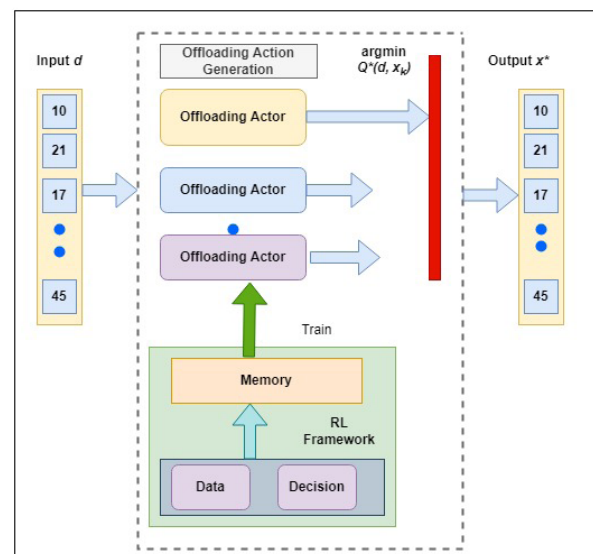 Input d
10
21
17
45
Offloading Action
Generation
argmin
Q*(d, xk)
Offloading Actor
Offloading Actor
Offloading Actor
Train
Memory
RL
Framework
Data
Decision
Output x*
10
21
17
45